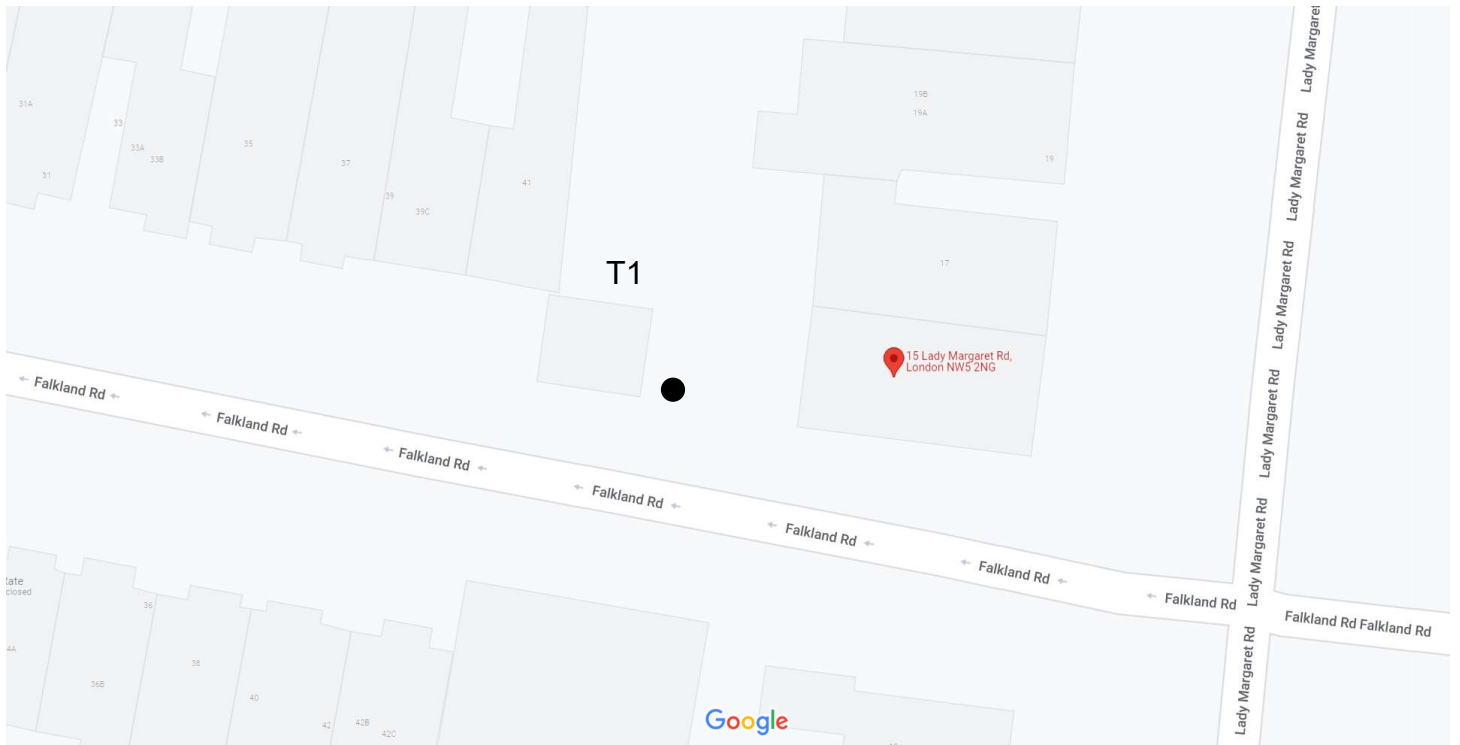 31A
31
33
33A
33B
35
37
39
39C
41
T1
19B
19A
19
17
15 Lady Margaret Rd,
London NW5 2NG
Lady Margaret
Lady Margaret Rd
Lady Margaret Rd
Lady Margaret Rd
Lady Margaret Rd
Lady Margaret Rd
Lady Margaret Rd
← Falkland Rd ←
← Falkland Rd ←
← Falkland Rd ←
← Falkland Rd ←
← Falkland Rd ←
← Falkland Rd ←
← Falkland Rd
Falkland Rd Falkland Rd
tate
closed
4A
36
36B
38
40
42
42B
42C
Google